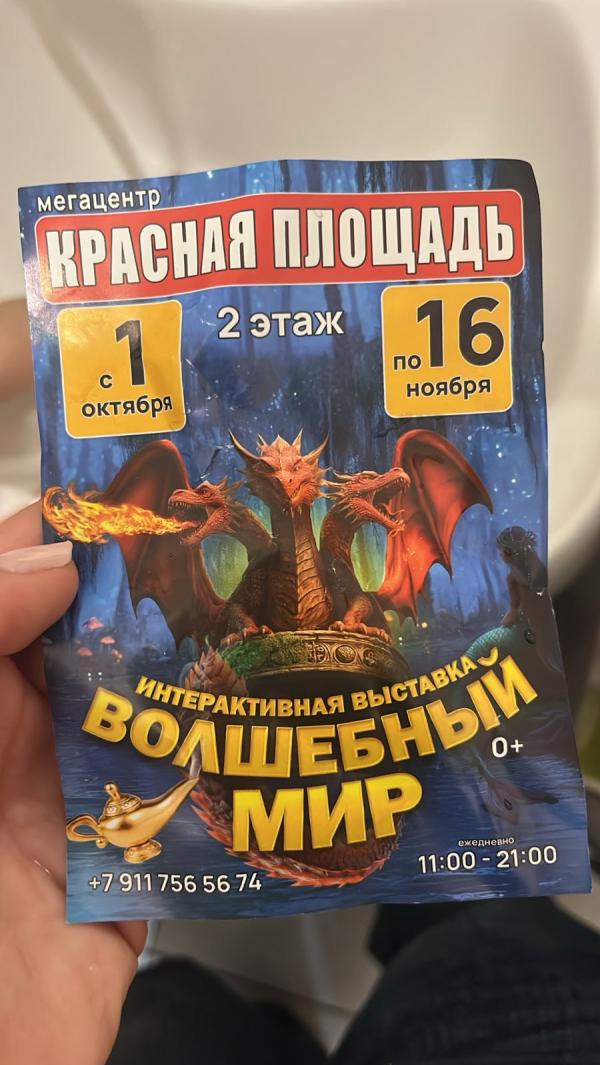 мегацентр
КРАСНАЯ ПЛОЩАДЬ
2 этаж
с 1
октября
по 16
ноября
ИНТЕРАКТИВНАЯ ВЫСТАВКА
ВОЛШЕБНЫЙ
МИР
0+
ежедневно
11:00 - 21:00
+7 911 756 56 74